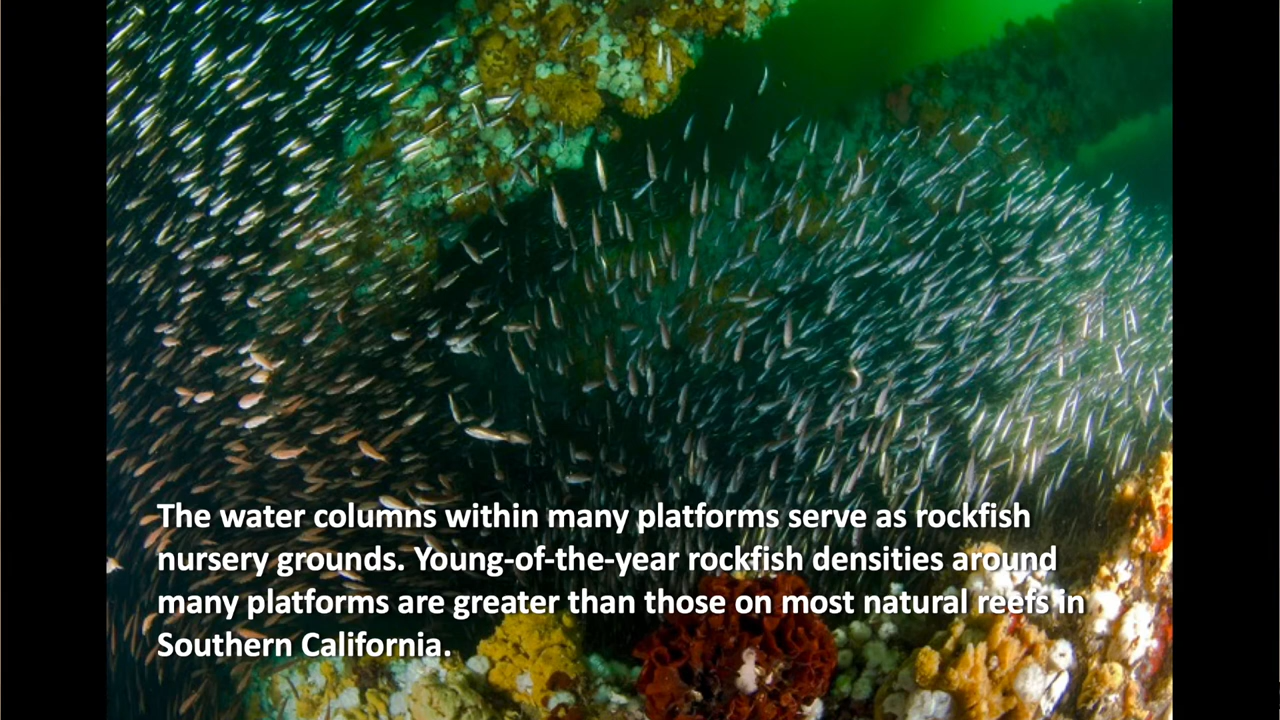 The water columns within many platforms serve as rockfish
nursery grounds. Young-of-the-year rockfish densities around
many platforms are greater than those on most natural reefs in
Southern California.